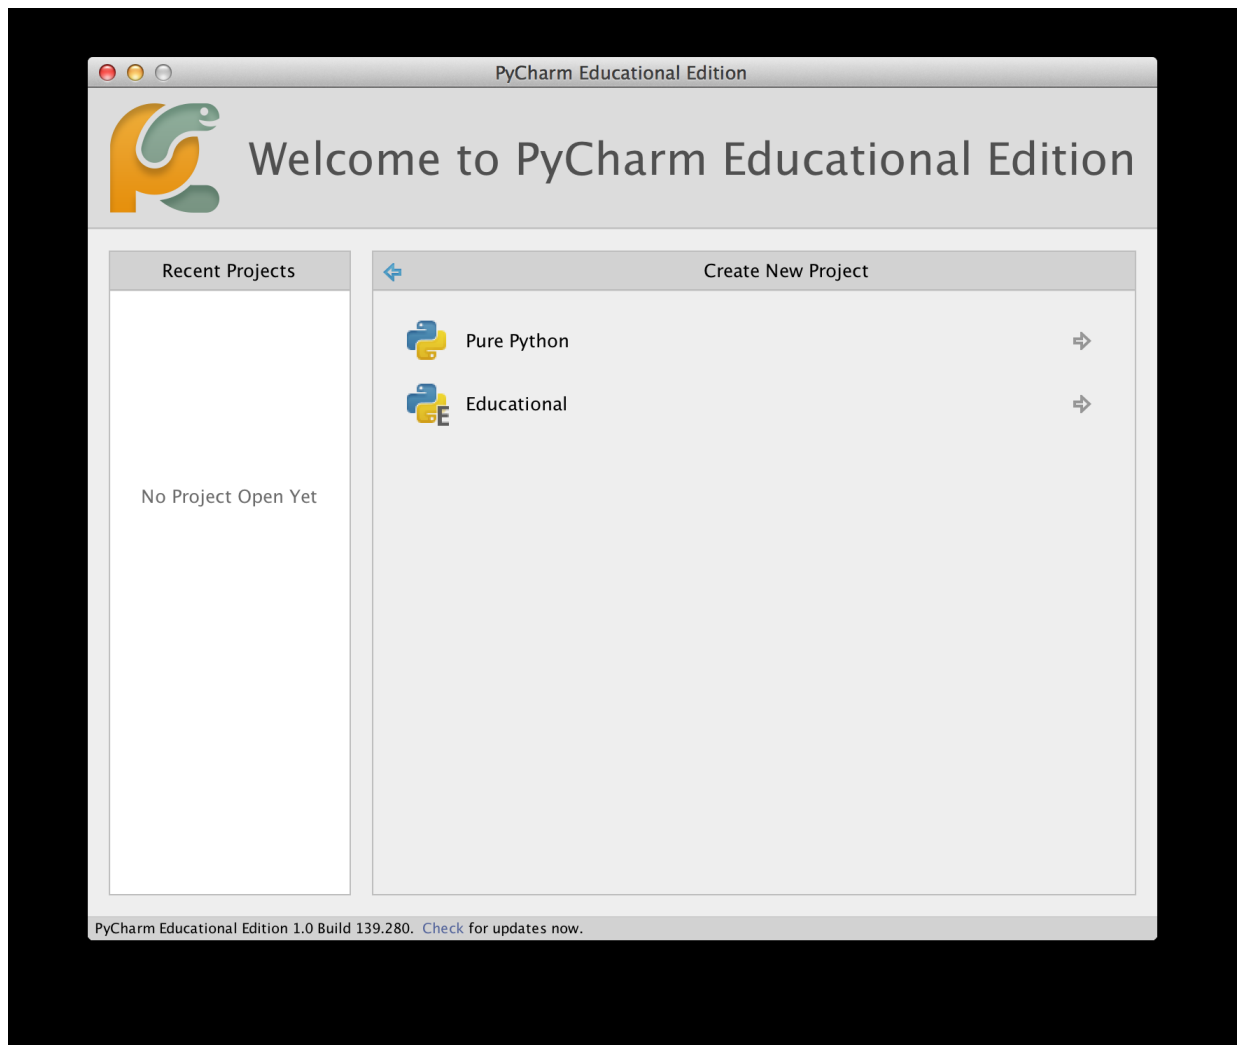 PyCharm Educational Edition
Welcome to PyCharm Educational Edition
Recent Projects
Create New Project
Pure Python
E
Educational
No Project Open Yet
PyCharm Educational Edition 1.0 Build 139.280. Check for updates now.